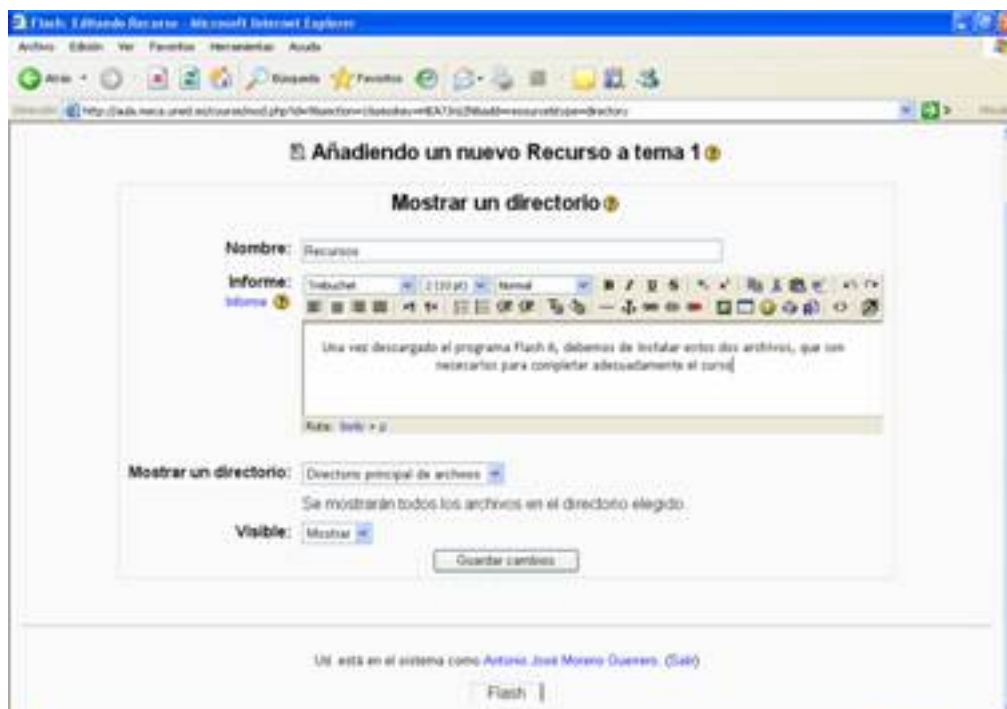 Flash: Editando Recurso - Microsoft Internet Explorer
Archivo Edición Ver Favoritos Herramientas Ayuda
Atrás Búsqueda Favoritos
Añadiendo un nuevo Recurso a tema 1
Mostrar un directorio
Nombre: Recursos
Informe: Trebuchet Normal
Informe
Una vez descargado el programa Flash 8, debemos de instalar estos dos archivos, que son
necesarios para completar adecuadamente el curso
Ruta: body » p
Mostrar un directorio: Directorio principal de archivos
Se mostrarán todos los archivos en el directorio elegido.
Visible: Mostrar
Guardar cambios
Ud. está en el sistema como Antonio José Moreno Guerrero. (Salir)
Flash